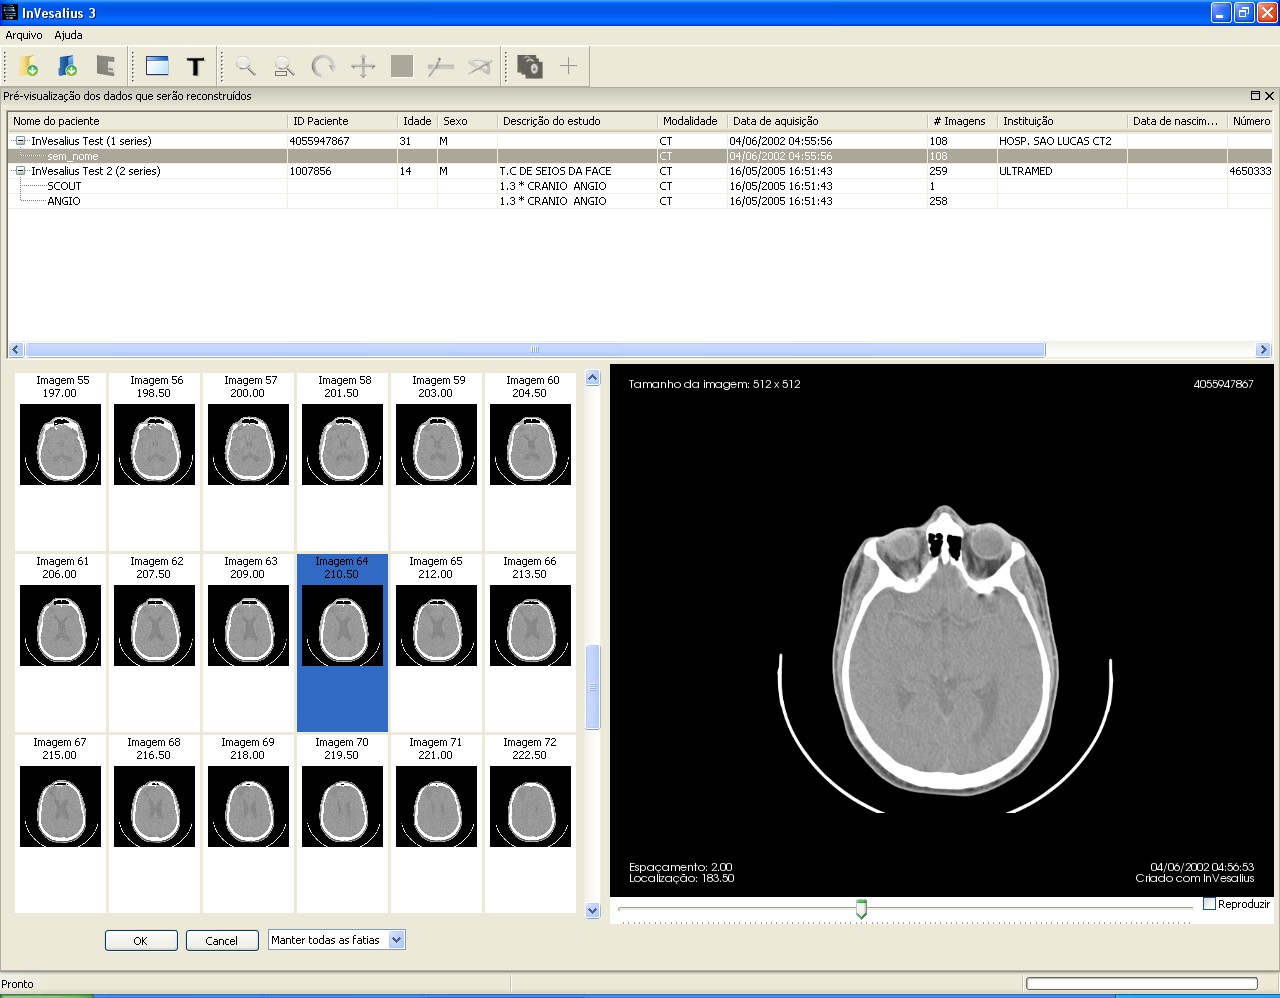 InVesalius 3
Arquivo Ajuda
T
Pré-visualização dos dados que serão reconstruídos
Nome do paciente ID Paciente Idade Sexo Descrição do estudo Modalidade Data de aquisição # Imagens Instituição Data de nascim... Número
InVesalius Test (1 series) 4055947867 31 M CT 04/06/2002 04:55:56 108 HOSP. SAO LUCAS CT2
sem_nome CT 04/06/2002 04:55:56 108
InVesalius Test 2 (2 series) 1007856 14 M T.C DE SEIOS DA FACE CT 16/05/2005 16:51:43 259 ULTRAMED 4650333
SCOUT 1.3 * CRANIO ANGIO CT 16/05/2005 16:51:43 1
ANGIO 1.3 * CRANIO ANGIO CT 16/05/2005 16:51:43 258
Imagem 55 Imagem 56 Imagem 57 Imagem 58 Imagem 59 Imagem 60
197.00 198.50 200.00 201.50 203.00 204.50
Imagem 61 Imagem 62 Imagem 63 Imagem 64 Imagem 65 Imagem 66
206.00 207.50 209.00 210.50 212.00 213.50
Imagem 67 Imagem 68 Imagem 69 Imagem 70 Imagem 71 Imagem 72
215.00 216.50 218.00 219.50 221.00 222.50
Tamanho da imagem: 512 x 512 4055947867
Espaçamento: 2.00 04/06/2002 04:56:53
Localização: 183.50 Criado com InVesalius
Reproduzir
OK Cancel Manter todas as fatias
Pronto